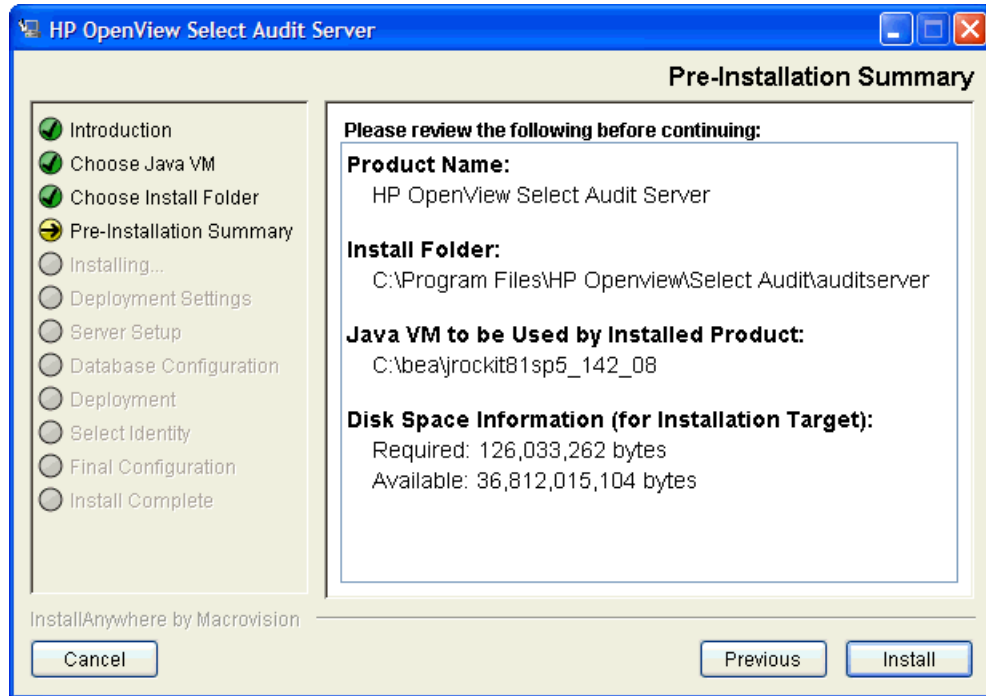 HP OpenView Select Audit Server
Pre-Installation Summary
Introduction
Choose Java VM
Choose Install Folder
Pre-Installation Summary
Installing...
Deployment Settings
Server Setup
Database Configuration
Deployment
Select Identity
Final Configuration
Install Complete
Please review the following before continuing:
Product Name:
HP OpenView Select Audit Server
Install Folder:
C:\Program Files\HP Openview\Select Audit\auditserver
Java VM to be Used by Installed Product:
C:\bea\jrockit81sp5_142_08
Disk Space Information (for Installation Target):
Required: 126,033,262 bytes
Available: 36,812,015,104 bytes
InstallAnywhere by Macrovision
Cancel
Previous
Install